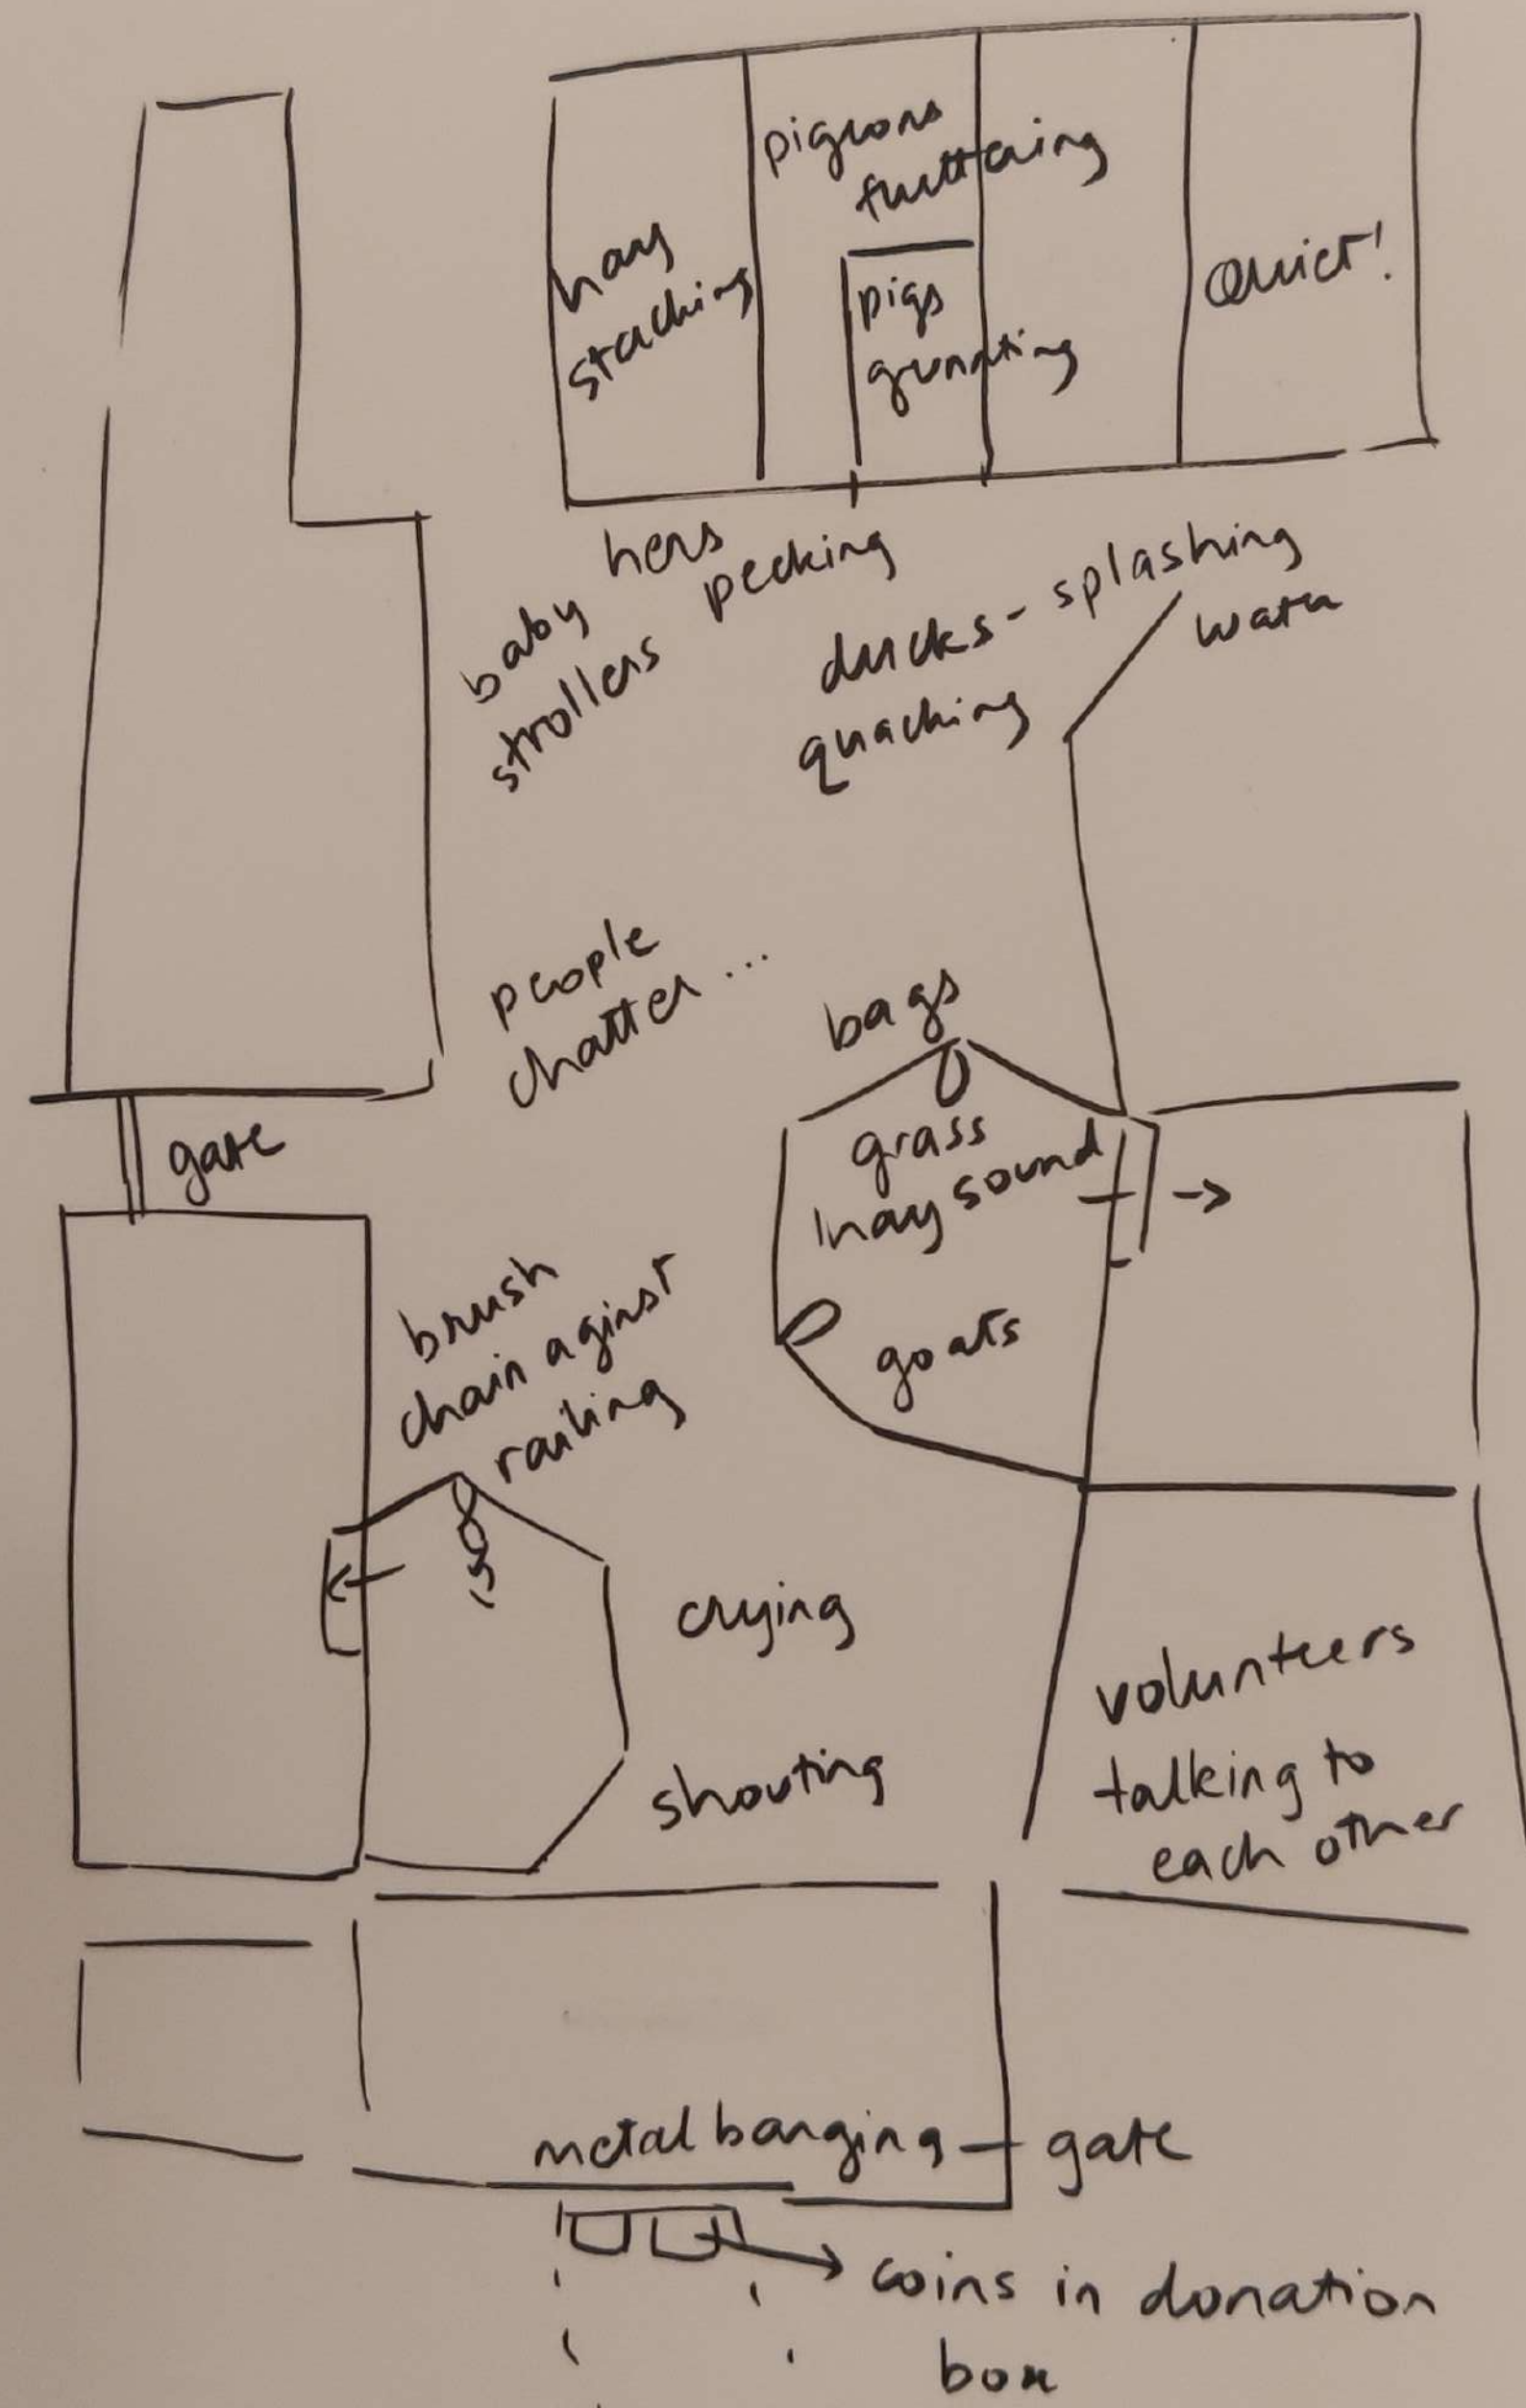 pigeons
fluttering
hay
stacking
pigs
grunting
Quiet!
hens
pecking
baby
strollers
ducks - splashing
water
quacking
people
chatter ...
bags
gate
grass
hay sound
goats
brush
chain aginst
railing
crying
shouting
volunteers
talking to
each other
metal banging - gate
coins in donation
box